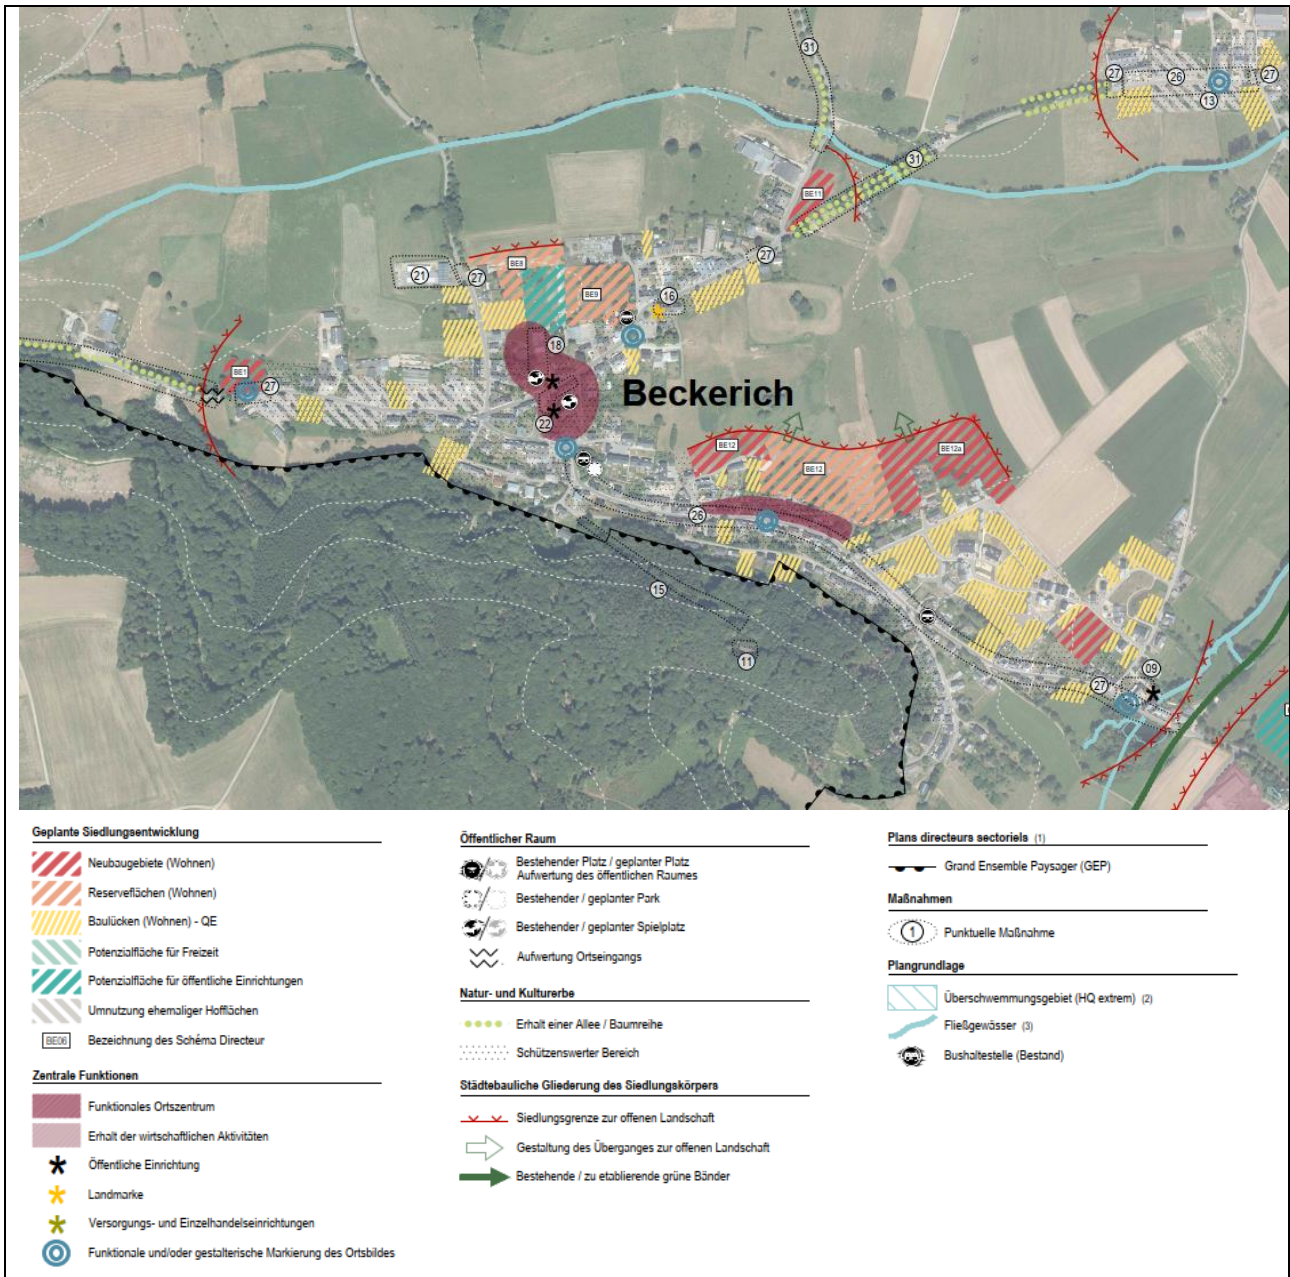 31
27
26
27
13
31
BE11
27
21
27
BE8
BE9
16
18
BE1
27
Beckerich
22
BE12
BE12
BE12a
26
15
11
09
27
Geplante Siedlungsentwicklung
Neubaugebiete (Wohnen)
Reserveflächen (Wohnen)
Baulücken (Wohnen) - QE
Potenzialfläche für Freizeit
Potenzialfläche für öffentliche Einrichtungen
Umnutzung ehemaliger Hofflächen
BE06 Bezeichnung des Schéma Directeur
Zentrale Funktionen
Funktionales Ortszentrum
Erhalt der wirtschaftlichen Aktivitäten
Öffentliche Einrichtung
Landmarke
Versorgungs- und Einzelhandelseinrichtungen
Funktionale und/oder gestalterische Markierung des Ortsbildes
Öffentlicher Raum
Bestehender Platz / geplanter Platz
Aufwertung des öffentlichen Raumes
Bestehender / geplanter Park
Bestehender / geplanter Spielplatz
Aufwertung Ortseingangs
Natur- und Kulturerbe
Erhalt einer Allee / Baumreihe
Schützenswerter Bereich
Städtebauliche Gliederung des Siedlungskörpers
Siedlungsgrenze zur offenen Landschaft
Gestaltung des Überganges zur offenen Landschaft
Bestehende / zu etablierende grüne Bänder
Plans directeurs sectoriels (1)
Grand Ensemble Paysager (GEP)
Maßnahmen
1 Punktuelle Maßnahme
Plangrundlage
Überschwemmungsgebiet (HQ extrem) (2)
Fließgewässer (3)
Bushaltestelle (Bestand)